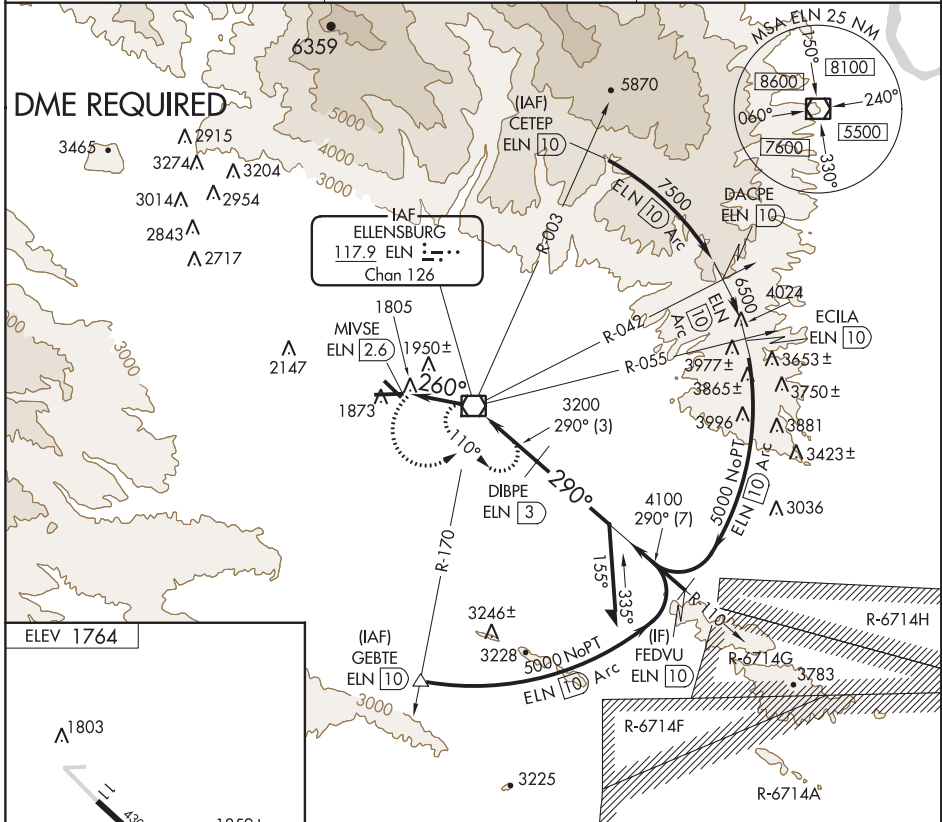 MSA ELN 25 NM
150°
8600
8100
060°
240°
7600
5500
330°
6359
DME REQUIRED
5000
4000
3000
3465
2915
3274
3204
3014
2954
2843
2717
5870
(IAF)
CETEP
ELN 10
7500
ELN 10 Arc
DACPE
ELN 10
R-003
IAF
ELLENSBURG
117.9 ELN
Chan 126
6500
ELN 10 Arc
4024
R-042
ECILA
ELN 10
R-055
3000
2147
1805
MIVSE
ELN 2.6
1950±
260°
1873
3977±
3653±
3865±
3750±
3996
3881
3423±
3036
3200
290° (3)
110°
DIBPE
ELN 3
290°
4100
290° (7)
5000 NoPT
ELN 10 Arc
155°
335°
R-170
R-110
(IF)
FEDVU
ELN 10
3246±
3228
(IAF)
GEBTE
ELN 10
5000 NoPT
ELN 10 Arc
3000
R-6714H
R-6714G
3783
R-6714F
R-6714A
3225
ELEV 1764
1803
11